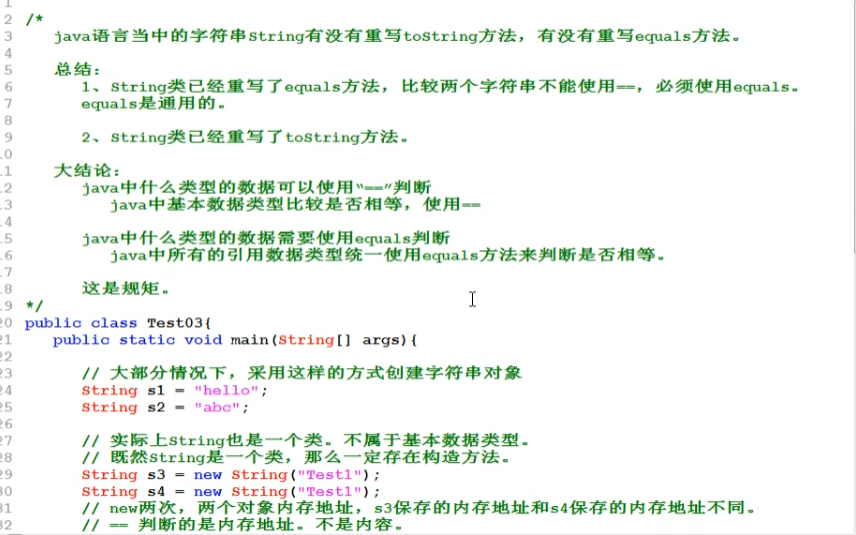 1
2 /*
3 java语言当中的字符串String有没有重写toString方法，有没有重写equals方法。
4
5 总结：
6 1、String类已经重写了equals方法，比较两个字符串不能使用==，必须使用equals。
7 equals是通用的。
8
9 2、String类已经重写了toString方法。
10
11 大结论：
12 java中什么类型的数据可以使用“==”判断
13 java中基本数据类型比较是否相等，使用==
14
15 java中什么类型的数据需要使用equals判断
16 java中所有的引用数据类型统一使用equals方法来判断是否相等。
17
18 这是规矩。
19 */
20 public class Test03{
21 public static void main(String[] args){
22
23 // 大部分情况下，采用这样的方式创建字符串对象
24 String s1 = "hello";
25 String s2 = "abc";
26
27 // 实际上String也是一个类。不属于基本数据类型。
28 // 既然String是一个类，那么一定存在构造方法。
29 String s3 = new String("Test1");
30 String s4 = new String("Test1");
31 // new两次，两个对象内存地址，s3保存的内存地址和s4保存的内存地址不同。
32 // == 判断的是内存地址。不是内容。